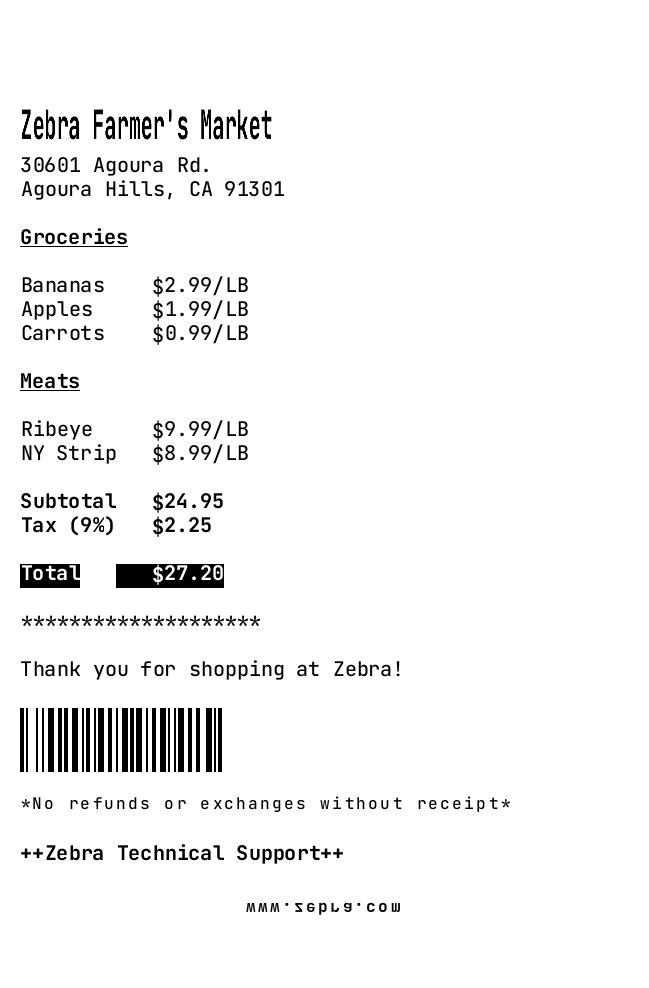 Zebra Farmer's Market
30601 Agoura Rd.
Agoura Hills, CA 91301
Groceries
Bananas $2.99/LB
Apples $1.99/LB
Carrots $0.99/LB
Meats
Ribeye $9.99/LB
NY Strip $8.99/LB
Subtotal $24.95
Tax (9%) $2.25
Total $27.20
********************
Thank you for shopping at Zebra!
*No refunds or exchanges without receipt*
++Zebra Technical Support++
www.zebra.com